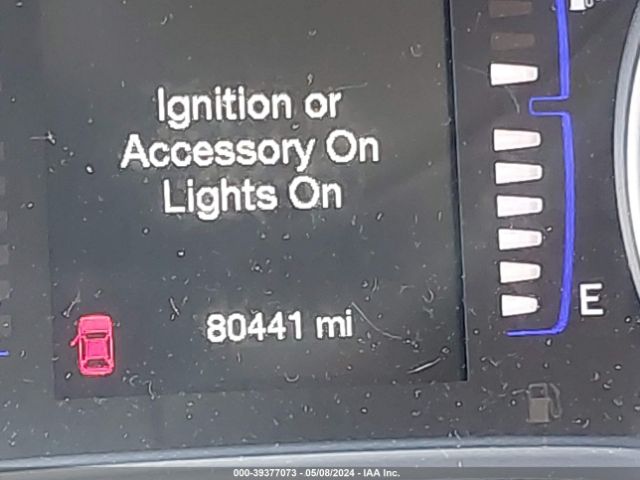 Ignition or
Accessory On
Lights On
80441 mi
E
000-39377073 - 05/08/2024 - IAA Inc.